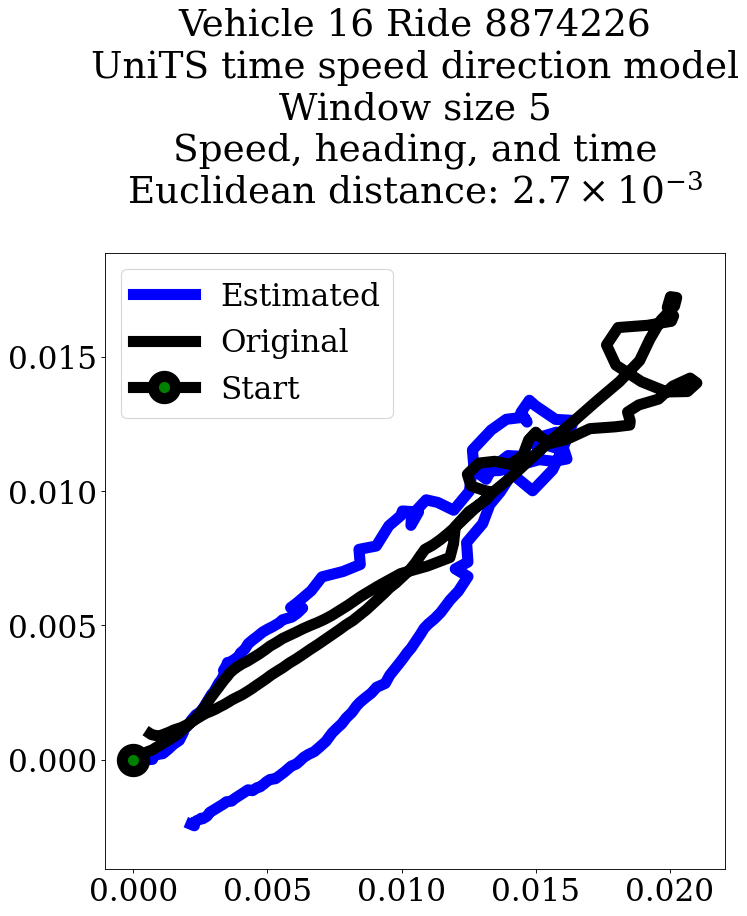 Vehicle 16 Ride 8874226
UniTS time speed direction model
Window size 5
Speed, heading, and time
Euclidean distance: 2.7 × 10⁻³
Estimated
Original
Start
0.015
0.010
0.005
0.000
0.000 0.005 0.010 0.015 0.020